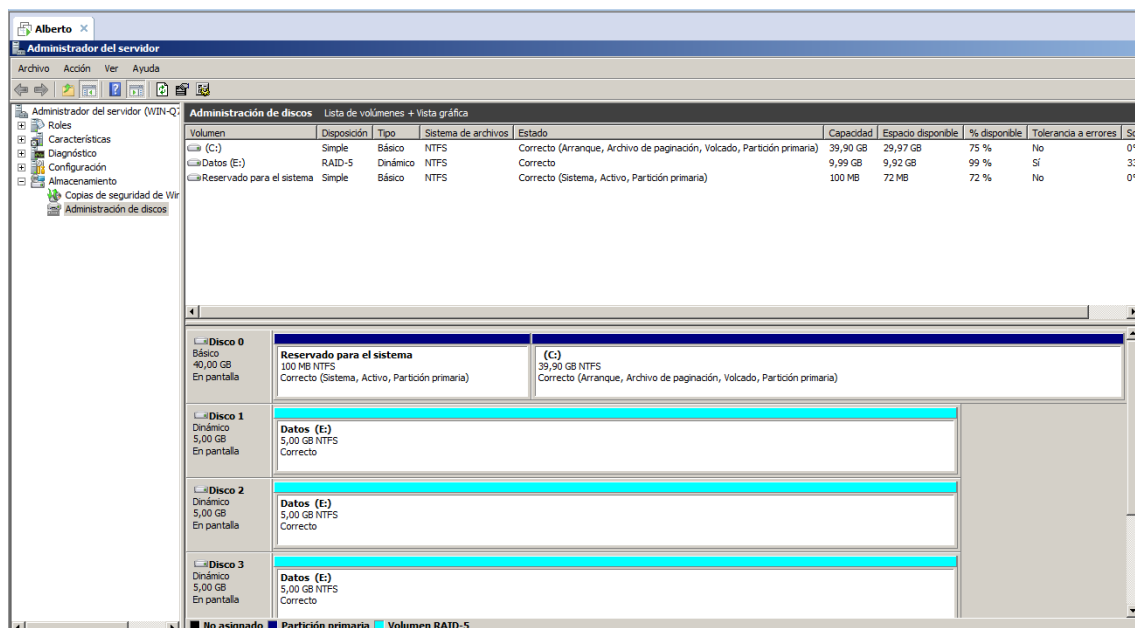 Alberto
Administrador del servidor
Archivo Acción Ver Ayuda
Administrador del servidor (WIN-Q7
Roles
Características
Diagnóstico
Configuración
Almacenamiento
Copias de seguridad de Wir
Administración de discos
Administración de discos Lista de volúmenes + Vista gráfica
Volumen Disposición Tipo Sistema de archivos Estado Capacidad Espacio disponible % disponible Tolerancia a errores
(C:) Simple Básico NTFS Correcto (Arranque, Archivo de paginación, Volcado, Partición primaria) 39,90 GB 29,97 GB 75 % No 0%
Datos (E:) RAID-5 Dinámico NTFS Correcto 9,99 GB 9,92 GB 99 % Sí 33
Reservado para el sistema Simple Básico NTFS Correcto (Sistema, Activo, Partición primaria) 100 MB 72 MB 72 % No 0%
Disco 0
Básico
40,00 GB
En pantalla
Reservado para el sistema
100 MB NTFS
Correcto (Sistema, Activo, Partición primaria)
(C:)
39,90 GB NTFS
Correcto (Arranque, Archivo de paginación, Volcado, Partición primaria)
Disco 1
Dinámico
5,00 GB
En pantalla
Datos (E:)
5,00 GB NTFS
Correcto
Disco 2
Dinámico
5,00 GB
En pantalla
Datos (E:)
5,00 GB NTFS
Correcto
Disco 3
Dinámico
5,00 GB
En pantalla
Datos (E:)
5,00 GB NTFS
Correcto
No asignado Partición primaria Volumen RAID-5